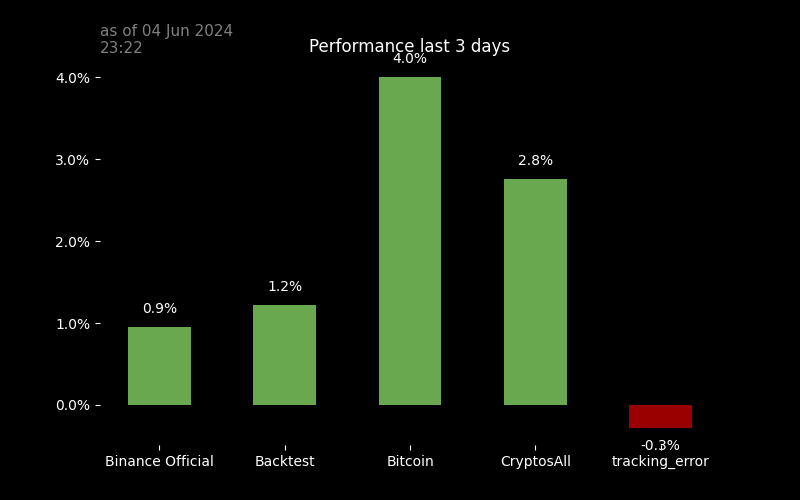 as of 04 Jun 2024
23:22
Performance last 3 days
4.0%
4.0%
3.0%
2.8%
2.0%
1.2%
1.0%
0.9%
0.0%
-0.3%
Binance Official
Backtest
Bitcoin
CryptosAll
tracking_error